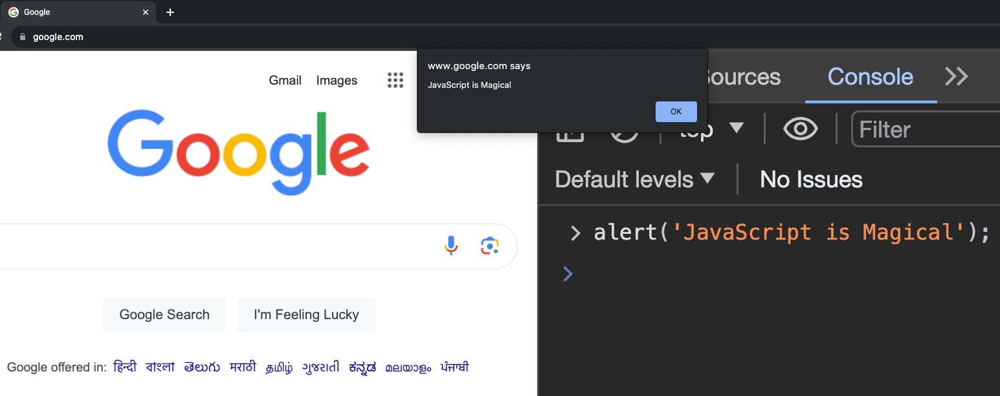 Google
google.com
www.google.com says
JavaScript is Magical
OK
Gmail Images
Google
Google Search I'm Feeling Lucky
Google offered in: हिन्दी বাংলা తెలుగు मराठी தமிழ் ગુજરાતી ಕನ್ನಡ മലയാളം ਪੰਜਾਬੀ
Sources Console
top Filter
Default levels No Issues
alert('JavaScript is Magical');